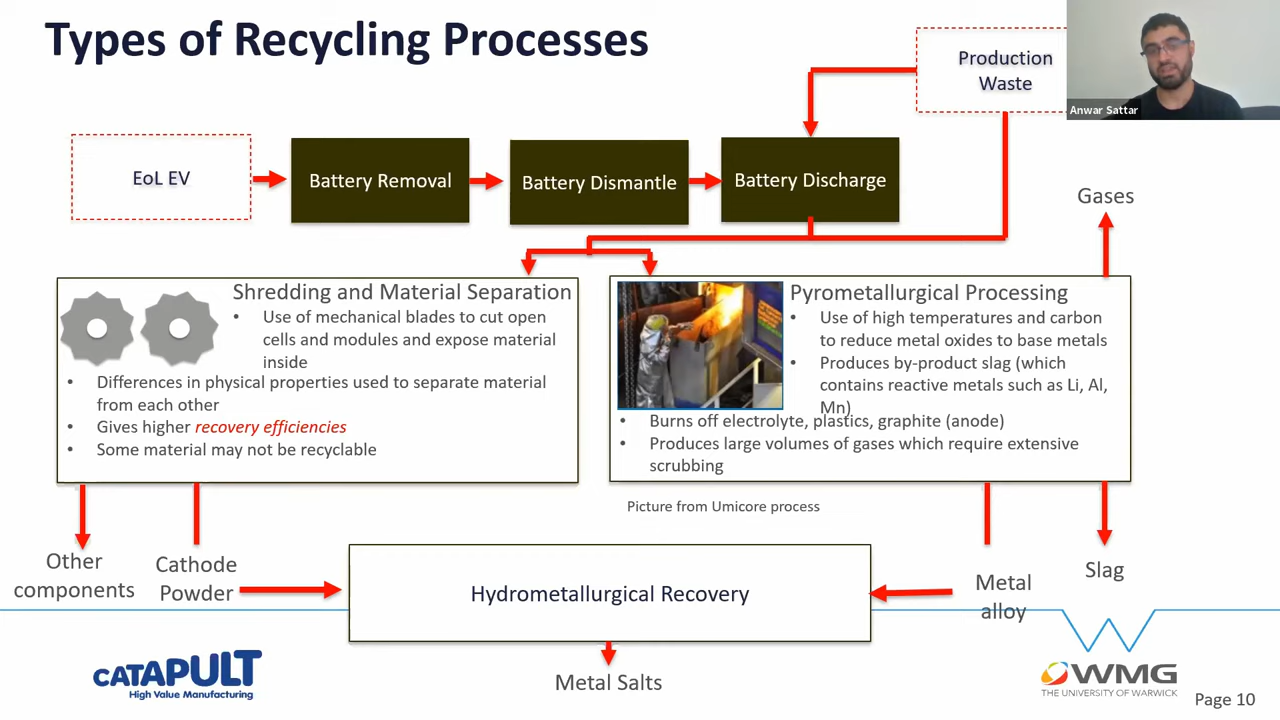 Types of Recycling Processes
Production
Waste
Anwar Sattar
EoL EV
Battery Removal
Battery Dismantle
Battery Discharge
Gases
Shredding and Material Separation
• Use of mechanical blades to cut open
cells and modules and expose material
inside
• Differences in physical properties used to separate material
from each other
• Gives higher recovery efficiencies
• Some material may not be recyclable
Pyrometallurgical Processing
• Use of high temperatures and carbon
to reduce metal oxides to base metals
• Produces by-product slag (which
contains reactive metals such as Li, Al,
Mn)
• Burns off electrolyte, plastics, graphite (anode)
• Produces large volumes of gases which require extensive
scrubbing
Picture from Umicore process
Other
components
Cathode
Powder
Hydrometallurgical Recovery
Metal
alloy
Slag
Metal Salts
CATAPULT
High Value Manufacturing
WMG
THE UNIVERSITY OF WARWICK
Page 10